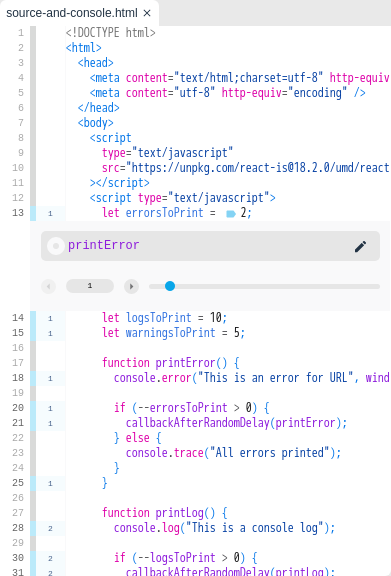 source-and-console.html ×
1 <!DOCTYPE html>
2 <html>
3 <head>
4 <meta content="text/html;charset=utf-8" http-equiv
5 <meta content="utf-8" http-equiv="encoding" />
6 </head>
7 <body>
8 <script
9 type="text/javascript"
10 src="https://unpkg.com/react-is@18.2.0/umd/react
11 ></script>
12 <script type="text/javascript">
13 1 let errorsToPrint = 2;
printError
1
14 1 let logsToPrint = 10;
15 1 let warningsToPrint = 5;
16
17 function printError() {
18 1 console.error("This is an error for URL", wind
19
20 1 if (--errorsToPrint > 0) {
21 1 callbackAfterRandomDelay(printError);
22 } else {
23 console.trace("All errors printed");
24 }
25 1 }
26
27 function printLog() {
28 2 console.log("This is a console log");
29
30 2 if (--logsToPrint > 0) {
31 2 callbackAfterRandomDelay(printLog);